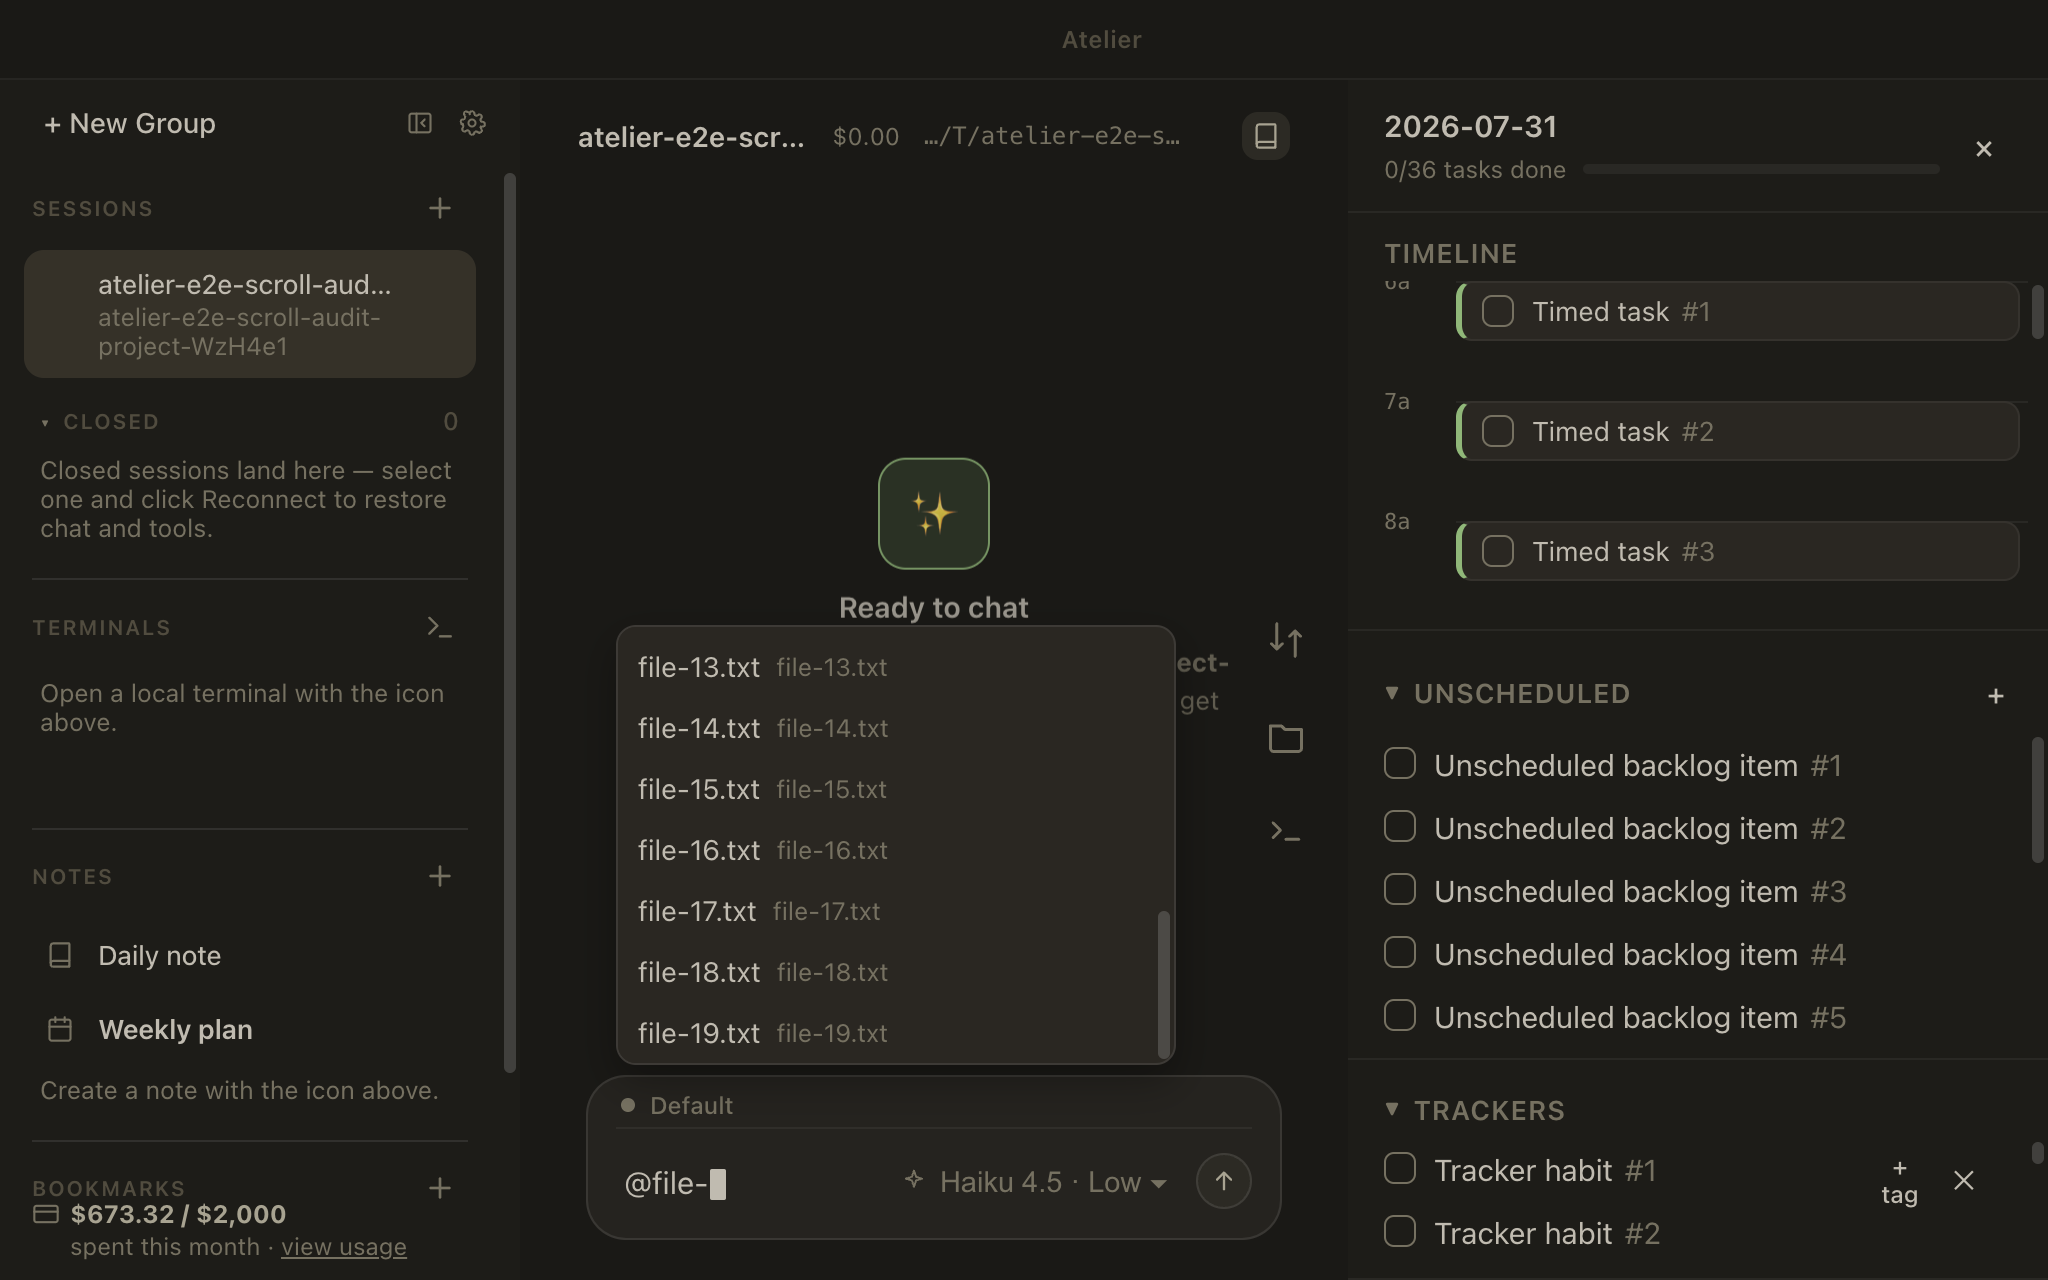 Atelier
+ New Group
SESSIONS
atelier-e2e-scroll-aud...
atelier-e2e-scroll-audit-
project-WzH4e1
CLOSED 0
Closed sessions land here — select
one and click Reconnect to restore
chat and tools.
TERMINALS
Open a local terminal with the icon
above.
NOTES
Daily note
Weekly plan
Create a note with the icon above.
BOOKMARKS
$673.32 / $2,000
spent this month · view usage
atelier-e2e-scr... $0.00 .../T/atelier-e2e-s...
Ready to chat
ect-
get
file-13.txt file-13.txt
file-14.txt file-14.txt
file-15.txt file-15.txt
file-16.txt file-16.txt
file-17.txt file-17.txt
file-18.txt file-18.txt
file-19.txt file-19.txt
Default
@file-
Haiku 4.5 · Low
2026-07-31
0/36 tasks done
TIMELINE
6a
Timed task #1
7a
Timed task #2
8a
Timed task #3
UNSCHEDULED +
Unscheduled backlog item #1
Unscheduled backlog item #2
Unscheduled backlog item #3
Unscheduled backlog item #4
Unscheduled backlog item #5
TRACKERS
Tracker habit #1
+
tag
Tracker habit #2